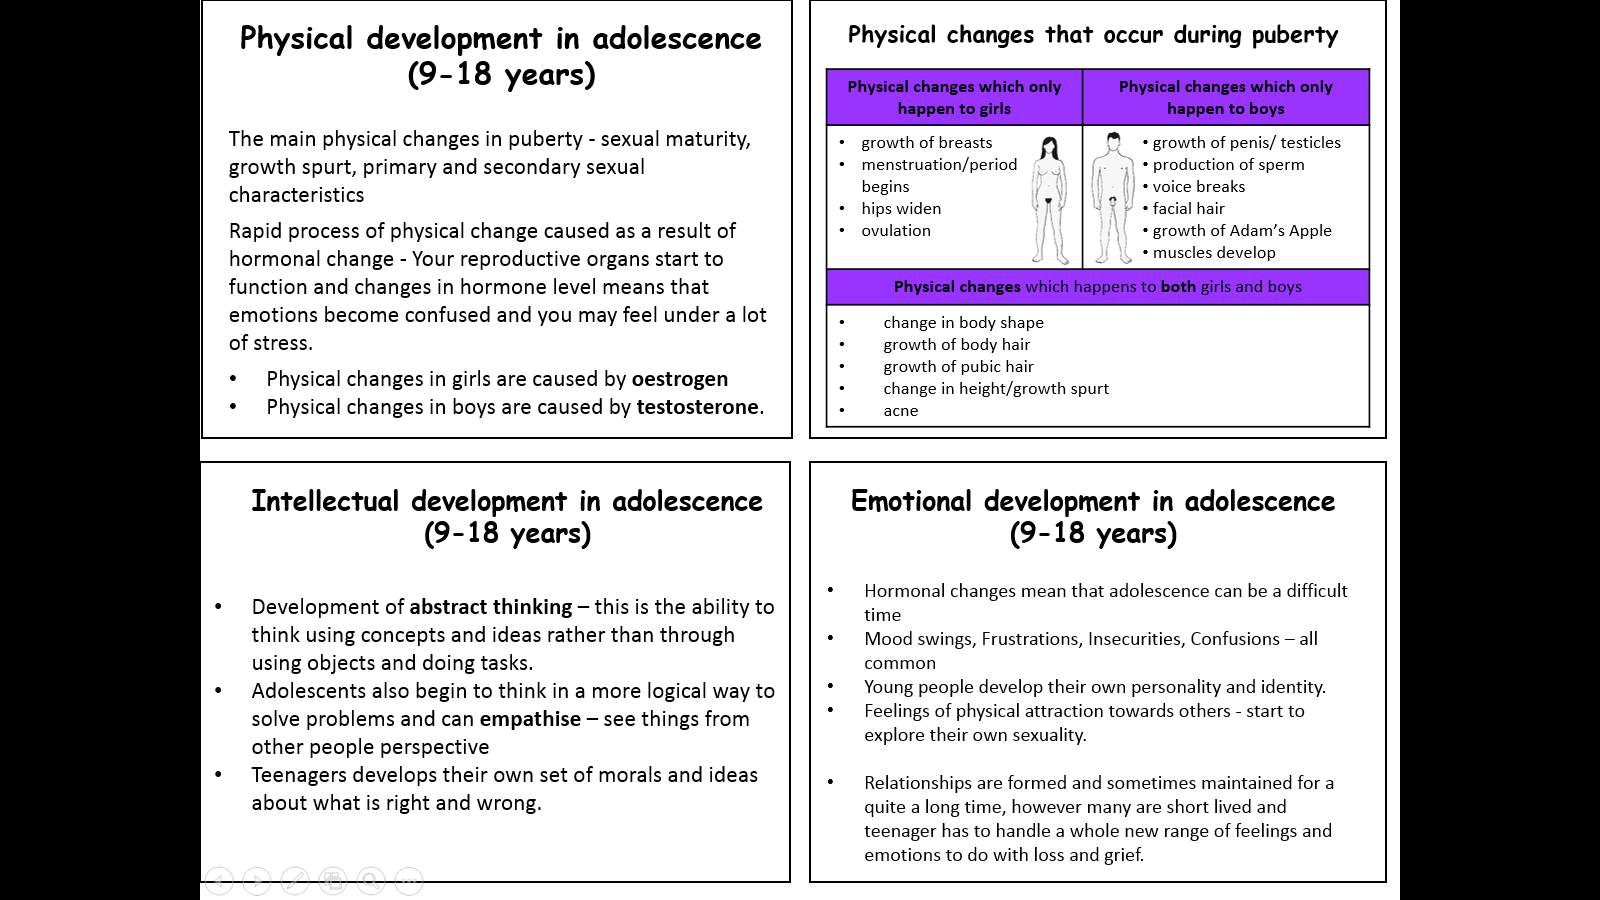 Physical development in adolescence
(9-18 years)
The main physical changes in puberty - sexual maturity,
growth spurt, primary and secondary sexual
characteristics
Rapid process of physical change caused as a result of
hormonal change - Your reproductive organs start to
function and changes in hormone level means that
emotions become confused and you may feel under a lot
of stress.
• Physical changes in girls are caused by oestrogen
• Physical changes in boys are caused by testosterone.
Physical changes that occur during puberty
Physical changes which only
happen to girls
• growth of breasts
• menstruation/period
begins
• hips widen
• ovulation
Physical changes which only
happen to boys
• growth of penis/ testicles
• production of sperm
• voice breaks
• facial hair
• growth of Adam's Apple
• muscles develop
Physical changes which happens to both girls and boys
• change in body shape
• growth of body hair
• growth of pubic hair
• change in height/growth spurt
• acne
Intellectual development in adolescence
(9-18 years)
• Development of abstract thinking – this is the ability to
think using concepts and ideas rather than through
using objects and doing tasks.
• Adolescents also begin to think in a more logical way to
solve problems and can empathise – see things from
other people perspective
• Teenagers develops their own set of morals and ideas
about what is right and wrong.
Emotional development in adolescence
(9-18 years)
• Hormonal changes mean that adolescence can be a difficult
time
• Mood swings, Frustrations, Insecurities, Confusions – all
common
• Young people develop their own personality and identity.
• Feelings of physical attraction towards others - start to
explore their own sexuality.
• Relationships are formed and sometimes maintained for a
quite a long time, however many are short lived and
teenager has to handle a whole new range of feelings and
emotions to do with loss and grief.